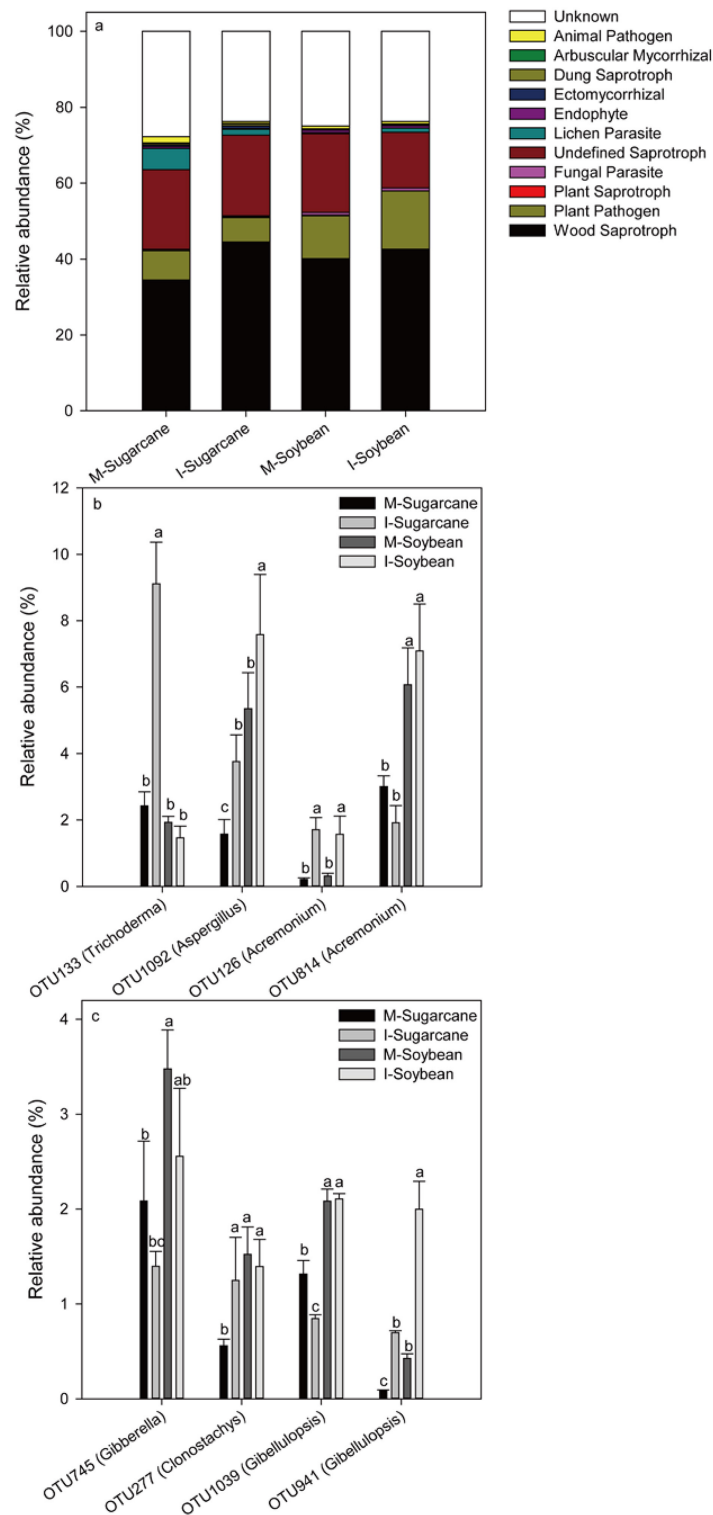 a
100
80
60
40
20
0
Relative abundance (%)
M-Sugarcane
I-Sugarcane
M-Soybean
I-Soybean
Unknown
Animal Pathogen
Arbuscular Mycorrhizal
Dung Saprotroph
Ectomycorrhizal
Endophyte
Lichen Parasite
Undefined Saprotroph
Fungal Parasite
Plant Saprotroph
Plant Pathogen
Wood Saprotroph
b
12
10
8
6
4
2
0
Relative abundance (%)
M-Sugarcane
I-Sugarcane
M-Soybean
I-Soybean
b a b b
c b b a
b a b a
b b a a
OTU133 (Trichoderma)
OTU1092 (Aspergillus)
OTU126 (Acremonium)
OTU814 (Acremonium)
c
4
3
2
1
0
Relative abundance (%)
M-Sugarcane
I-Sugarcane
M-Soybean
I-Soybean
b bc a ab
b a a a
b c a a
c b b a
OTU745 (Gibberella)
OTU277 (Clonostachys)
OTU1039 (Gibellulopsis)
OTU941 (Gibellulopsis)